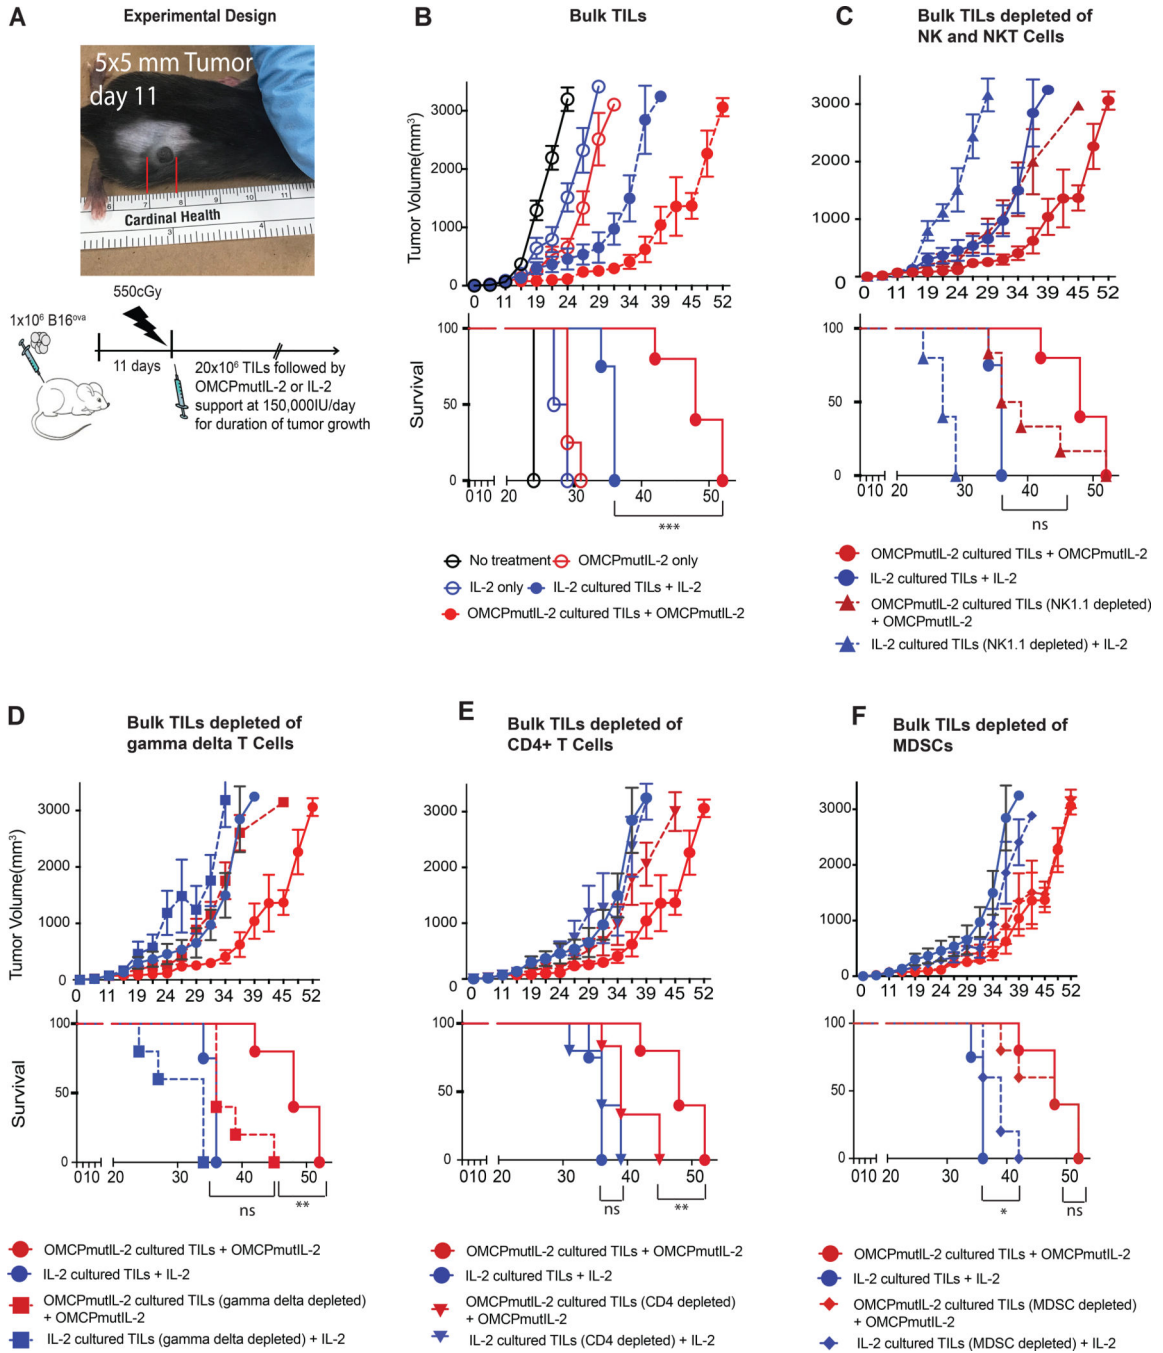 A
Experimental Design
5x5 mm Tumor
day 11
6 7 8 9 10 11
Cardinal Health
3 4
550cGy
1x10⁶ B16ᵒᵛᵃ
11 days
20x10⁶ TILs followed by
OMCPmutIL-2 or IL-2
support at 150,000IU/day
for duration of tumor growth
B
Bulk TILs
Tumor Volume(mm³)
3000
2000
1000
0
0 11 19 24 29 34 39 45 52
Survival
100
50
0
0 10 20 30 40 50
***
No treatment OMCPmutIL-2 only
IL-2 only IL-2 cultured TILs + IL-2
OMCPmutIL-2 cultured TILs + OMCPmutIL-2
C
Bulk TILs depleted of
NK and NKT Cells
3000
2000
1000
0
0 11 19 24 29 34 39 45 52
100
50
0
0 10 20 30 40 50
ns
OMCPmutIL-2 cultured TILs + OMCPmutIL-2
IL-2 cultured TILs + IL-2
OMCPmutIL-2 cultured TILs (NK1.1 depleted)
+ OMCPmutIL-2
IL-2 cultured TILs (NK1.1 depleted) + IL-2
D
Bulk TILs depleted of
gamma delta T Cells
Tumor Volume(mm³)
3000
2000
1000
0
0 11 19 24 29 34 39 45 52
Survival
100
50
0
0 10 20 30 40 50
ns **
OMCPmutIL-2 cultured TILs + OMCPmutIL-2
IL-2 cultured TILs + IL-2
OMCPmutIL-2 cultured TILs (gamma delta depleted)
+ OMCPmutIL-2
IL-2 cultured TILs (gamma delta depleted) + IL-2
E
Bulk TILs depleted of
CD4+ T Cells
3000
2000
1000
0
0 11 19 24 29 34 39 45 52
100
50
0
0 10 20 30 40 50
ns **
OMCPmutIL-2 cultured TILs + OMCPmutIL-2
IL-2 cultured TILs + IL-2
OMCPmutIL-2 cultured TILs (CD4 depleted)
+ OMCPmutIL-2
IL-2 cultured TILs (CD4 depleted) + IL-2
F
Bulk TILs depleted of
MDSCs
3000
2000
1000
0
0 11 19 24 29 34 39 45 52
100
50
0
0 10 20 30 40 50
* ns
OMCPmutIL-2 cultured TILs + OMCPmutIL-2
IL-2 cultured TILs + IL-2
OMCPmutIL-2 cultured TILs (MDSC depleted)
+ OMCPmutIL-2
IL-2 cultured TILs (MDSC depleted) + IL-2